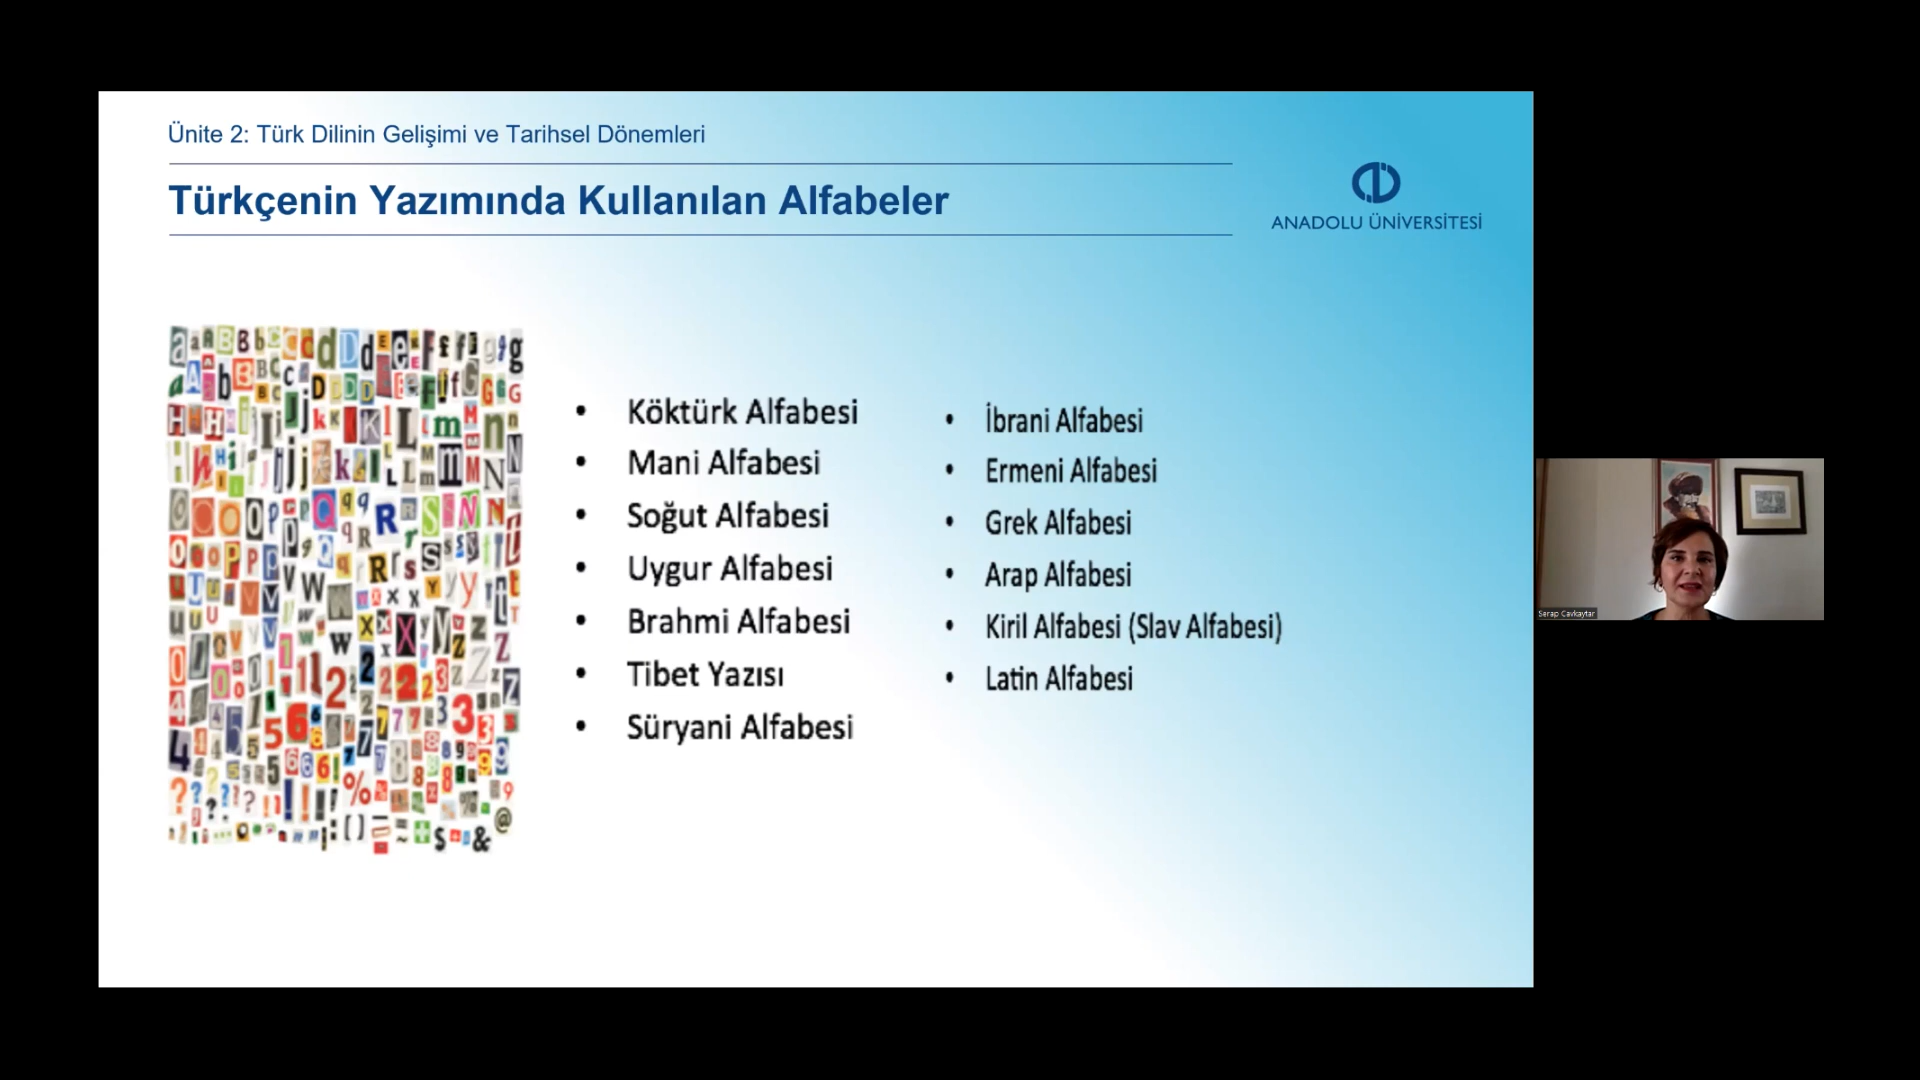 Ünite 2: Türk Dilinin Gelişimi ve Tarihsel Dönemleri
Türkçenin Yazımında Kullanılan Alfabeler
ANADOLU ÜNİVERSİTESİ
• Köktürk Alfabesi
• Mani Alfabesi
• Soğut Alfabesi
• Uygur Alfabesi
• Brahmi Alfabesi
• Tibet Yazısı
• Süryani Alfabesi
• İbrani Alfabesi
• Ermeni Alfabesi
• Grek Alfabesi
• Arap Alfabesi
• Kiril Alfabesi (Slav Alfabesi)
• Latin Alfabesi
Serap Cavkaytar